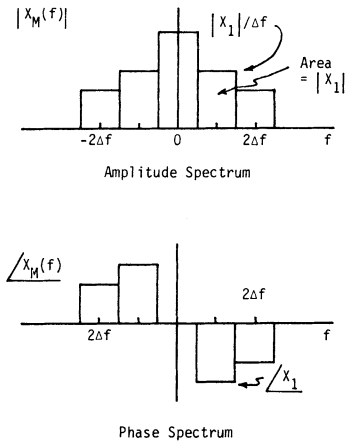 |X_M(f)|
|X_1|/Δf
Area
= |X_1|
-2Δf
0
2Δf
f
Amplitude Spectrum
∠X_M(f)
2Δf
2Δf
f
∠X_1
Phase Spectrum